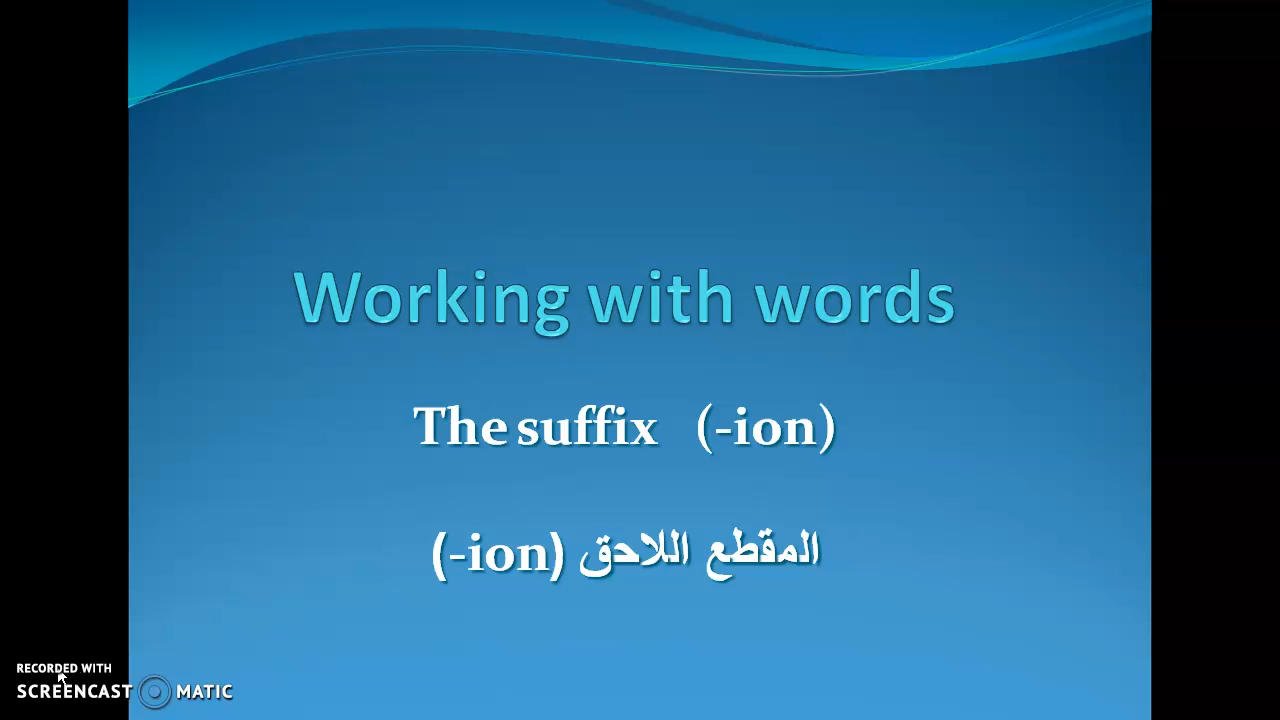 Working with words
The suffix (-ion)
المقطع اللاحق (-ion)
RECORDED WITH
SCREENCAST MATIC